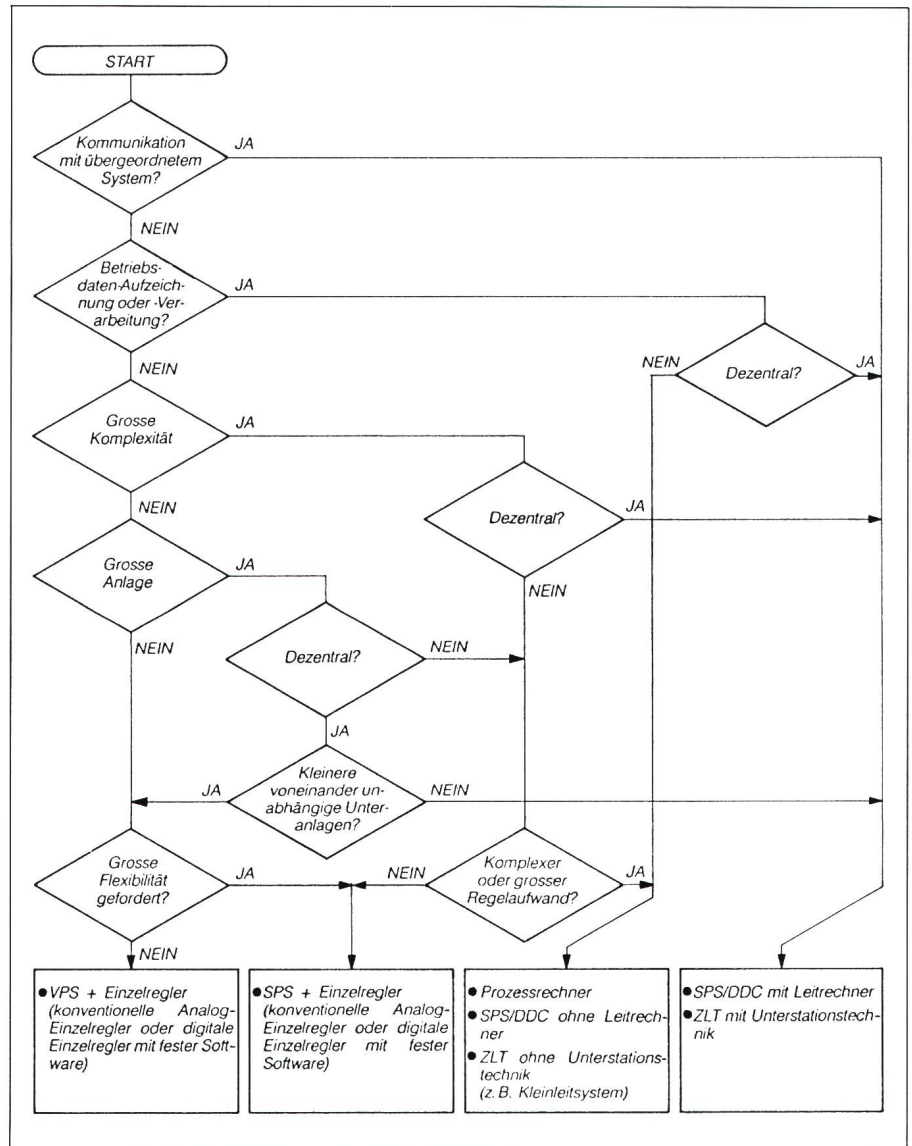 START
Kommunikation
mit übergeordnetem
System?
JA
NEIN
Betriebs-
daten-Aufzeich-
nung oder -Ver-
arbeitung?
JA
NEIN
Dezentral?
NEIN
JA
Grosse
Komplexität
JA
NEIN
Dezentral?
JA
NEIN
Grosse
Anlage
JA
NEIN
Dezentral?
NEIN
JA
Kleinere
voneinander un-
abhängige Unter-
anlagen?
JA
NEIN
Grosse
Flexibilität
gefordert?
JA
NEIN
Komplexer
oder grosser
Regelaufwand?
NEIN
JA
● VPS + Einzelregler
(konventionelle Analog-
Einzelregler oder digitale
Einzelregler mit fester Soft-
ware)
● SPS + Einzelregler
(konventionelle Analog-
Einzelregler oder digitale
Einzelregler mit fester
Software)
● Prozessrechner
● SPS/DDC ohne Leitrech-
ner
● ZLT ohne Unterstations-
technik
(z. B. Kleinleitsystem)
● SPS/DDC mit Leitrechner
● ZLT mit Unterstationstech-
nik